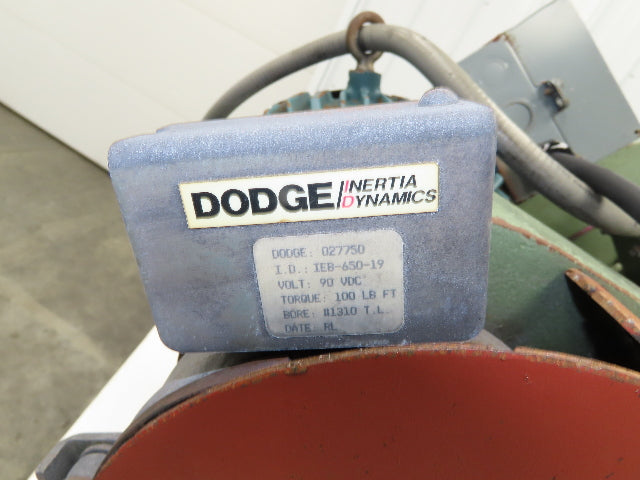 DODGE INERTIA DYNAMICS
DODGE: 027750
I.D.: IEB-650-19
VOLT: 90 VDC
TORQUE: 100 LB FT
BORE: #1310 T.L.
DATE: RL